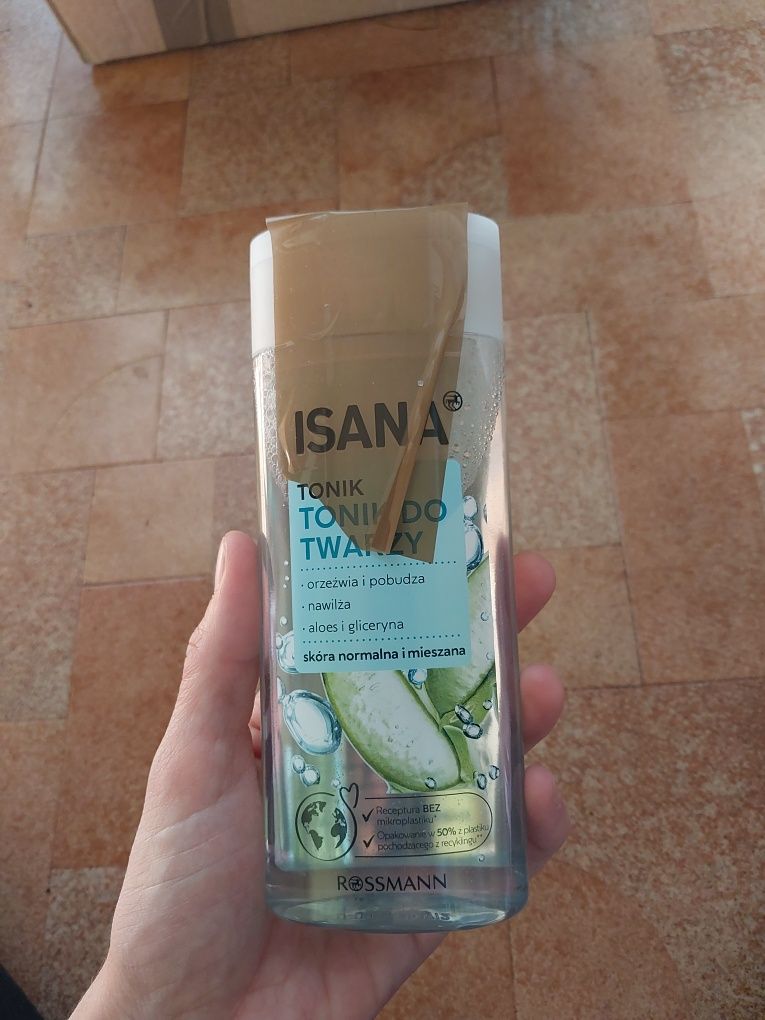 ISANA
TONIK
TONIK DO
TWARZY
· orzeźwia i pobudza
· nawilża
· aloes i gliceryna
skóra normalna i mieszana
Receptura BEZ
mikroplastiku*
Opakowanie w 50% z plastiku
pochodzącego z recyklingu**
ROSSMANN